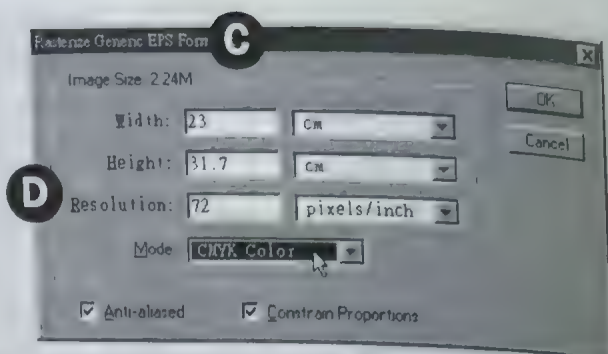 Rasterize Generic EPS Form
C
Image Size: 2.24M
OK
Width: 23 Cm
Cancel
Height: 31.7 Cm
D
Resolution: 72 pixels/inch
Mode CMYK Color
Anti-aliased Constrain Proportions